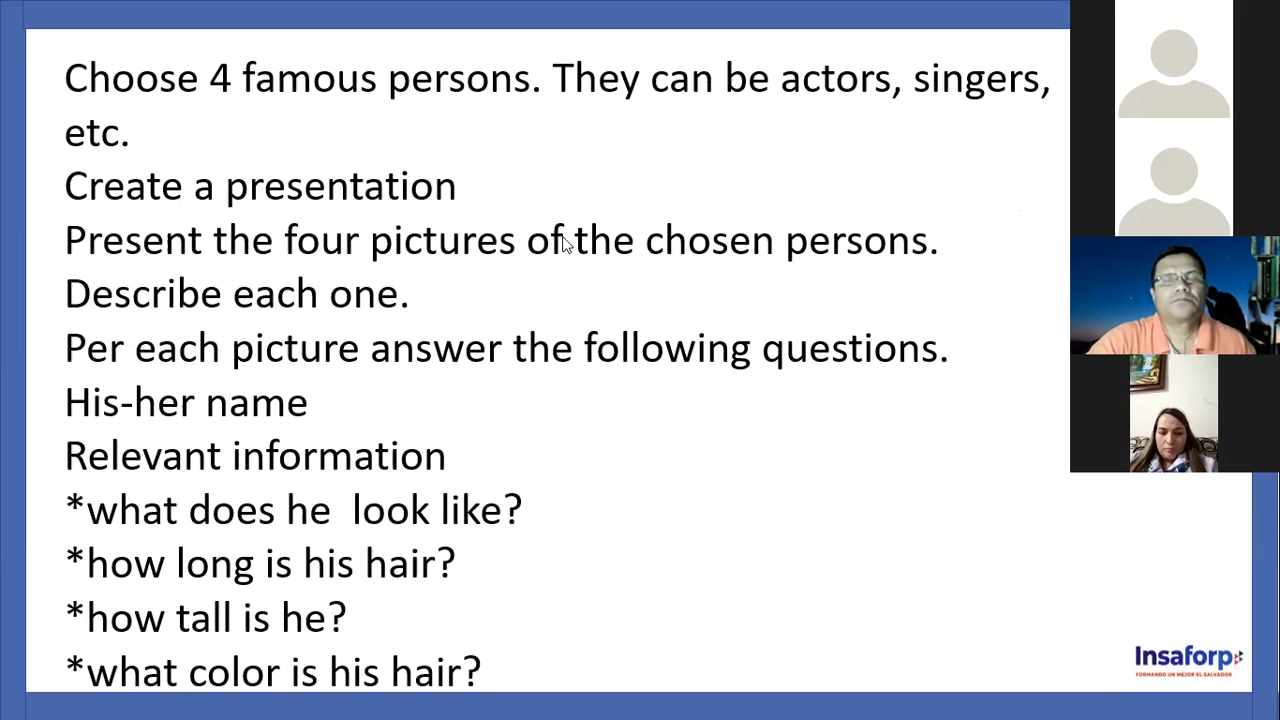 Choose 4 famous persons. They can be actors, singers,
etc.
Create a presentation
Present the four pictures of the chosen persons.
Describe each one.
Per each picture answer the following questions.
His-her name
Relevant information
*what does he  look like?
*how long is his hair?
*how tall is he?
*what color is his hair?
Insaforp
FORMANDO UN MEJOR EL SALVADOR